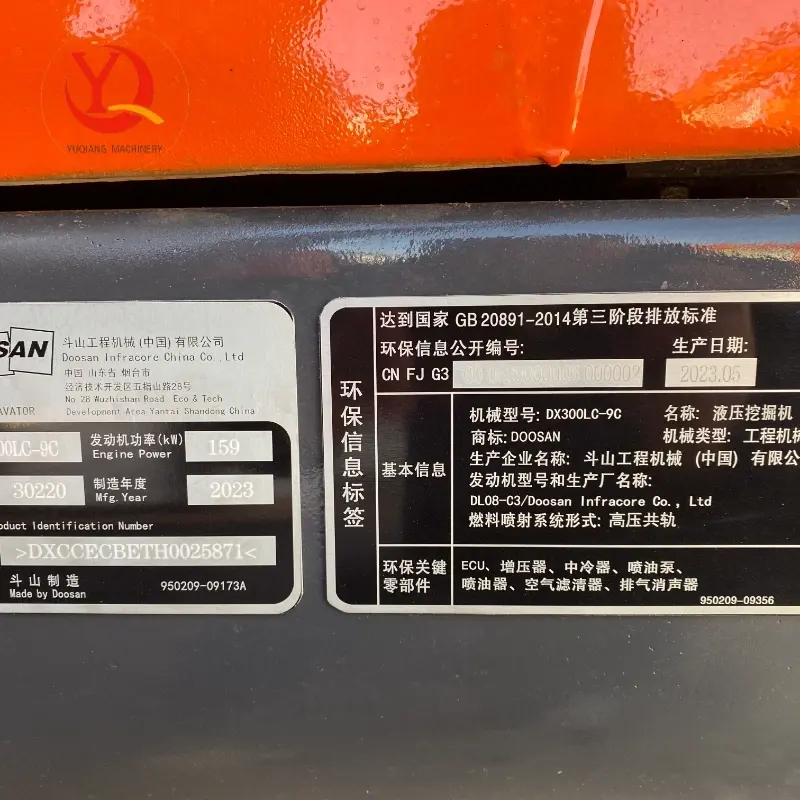 YUQIANG MACHINERY
SAN
斗山工程机械(中国)有限公司
Doosan Infracore China Co.,Ltd
中国 山东省 烟台市
经济技术开发区五指山路28号
No 28 Wuzhishan Road Eco & Tech
Development Area Yantai Shandong China
AVATOR
00LC-9C
发动机功率(kW)
Engine Power
159
30220
制造年度
Mfg. Year
2023
oduct Identification Number
>DXCCECBETH0025871<
斗山制造
Made by Doosan
950209-09173A
环保信息标签
达到国家 GB 20891-2014第三阶段排放标准
环保信息公开编号:
生产日期:
CN FJ G3
2023.05
基本信息
机械型号: DX300LC-9C 名称: 液压挖掘机
商标: DOOSAN 机械类型: 工程机械
生产企业名称: 斗山工程机械 (中国) 有限公
发动机型号和生产厂名称:
DL08-C3/Doosan Infracore Co., Ltd
燃料喷射系统形式: 高压共轨
环保关键
零部件
ECU、增压器、中冷器、喷油泵、
喷油器、空气滤清器、排气消声器
950209-09356